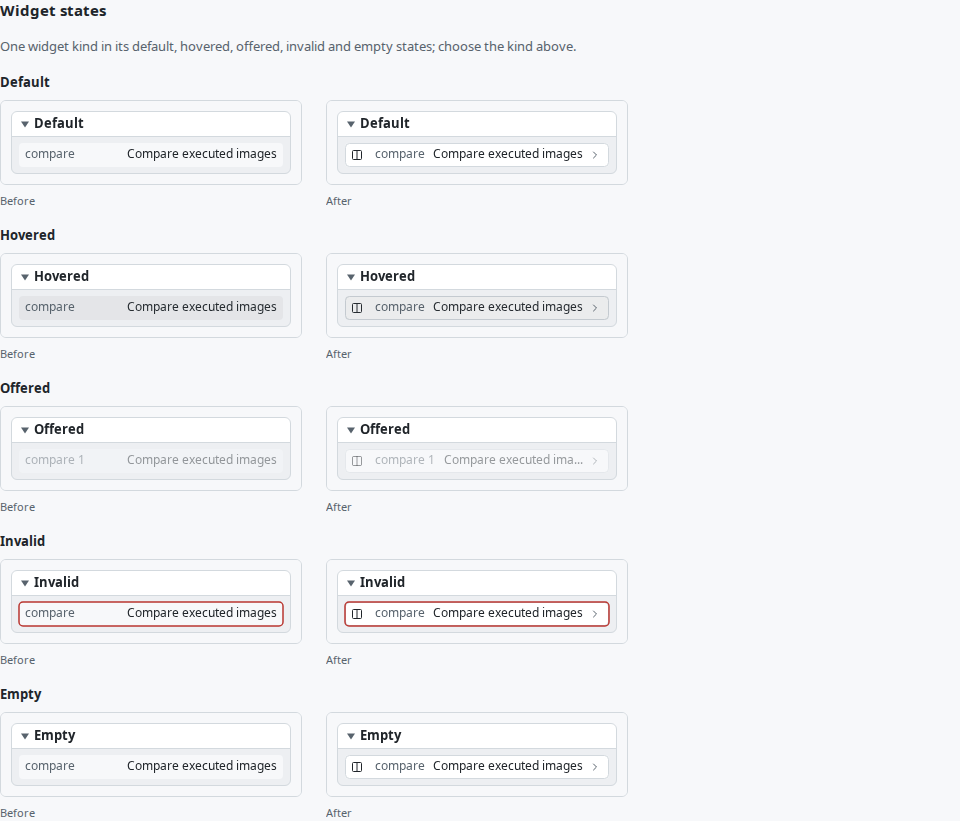 Widget states
One widget kind in its default, hovered, offered, invalid and empty states; choose the kind above.
Default
Default
compare Compare executed images
Before
Default
compare Compare executed images
After
Hovered
Hovered
compare Compare executed images
Before
Hovered
compare Compare executed images
After
Offered
Offered
compare 1 Compare executed images
Before
Offered
compare 1 Compare executed ima...
After
Invalid
Invalid
compare Compare executed images
Before
Invalid
compare Compare executed images
After
Empty
Empty
compare Compare executed images
Before
Empty
compare Compare executed images
After